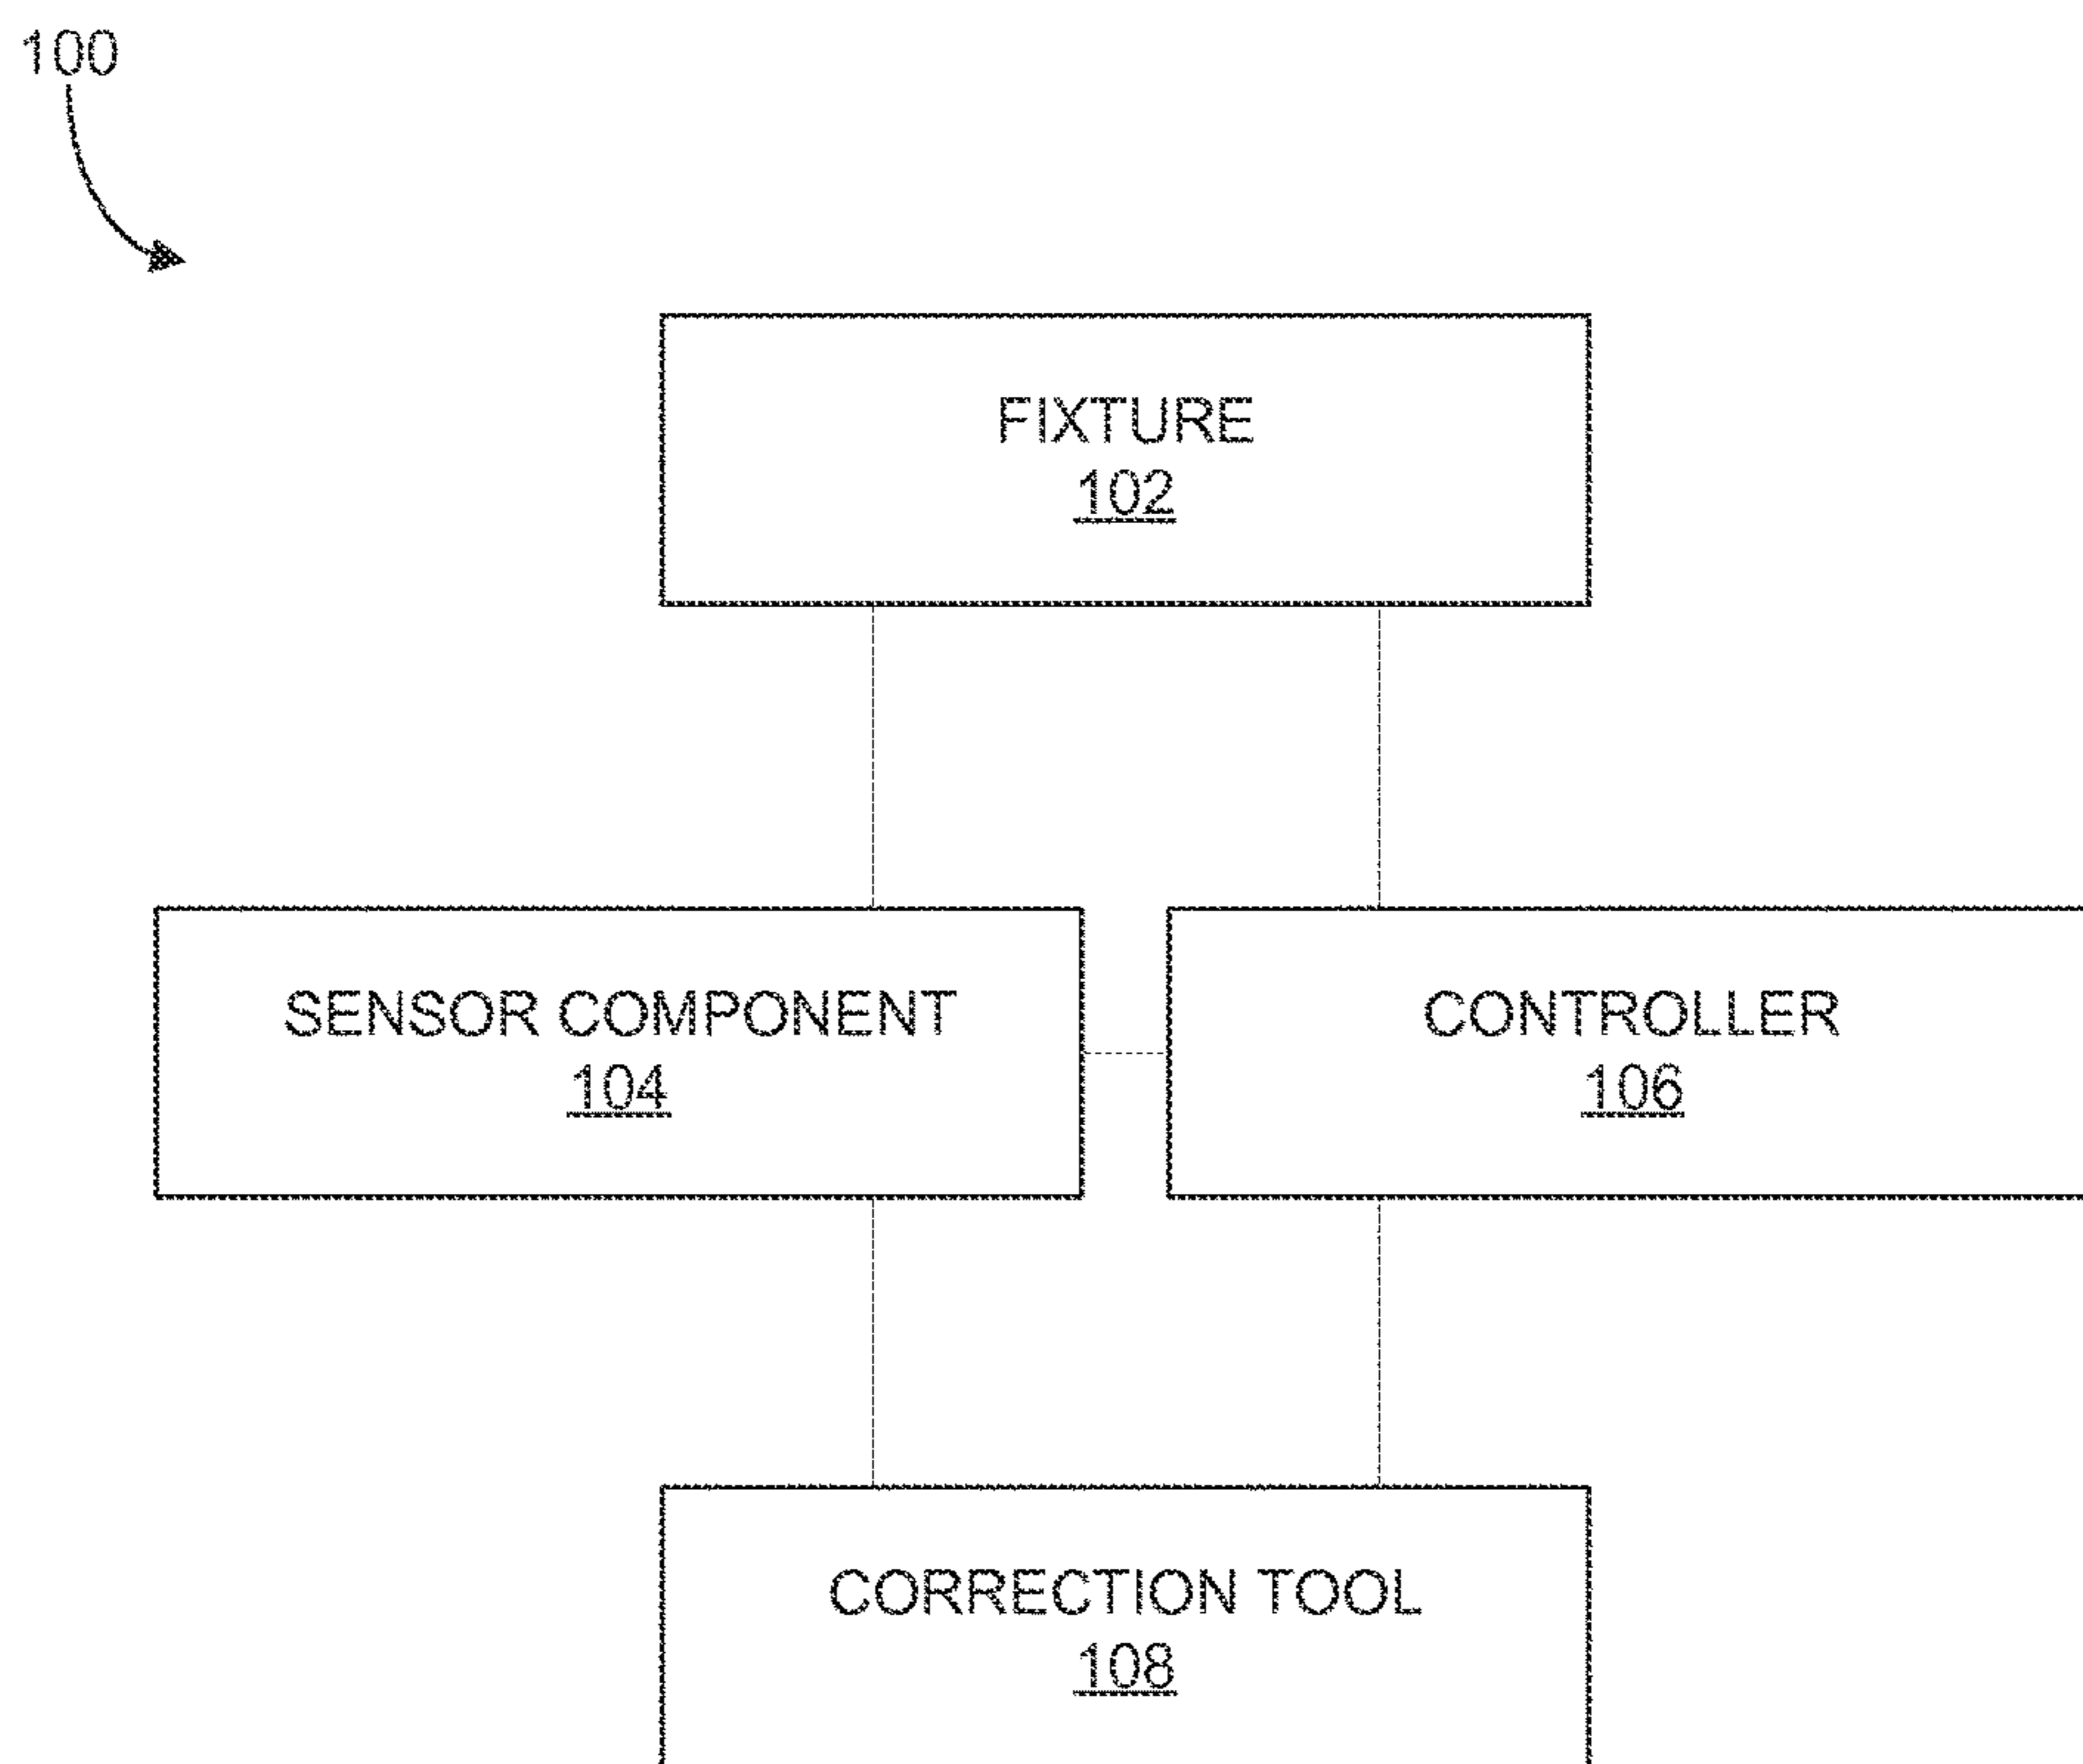 100
FIXTURE
102
SENSOR COMPONENT
104
CONTROLLER
106
CORRECTION TOOL
108